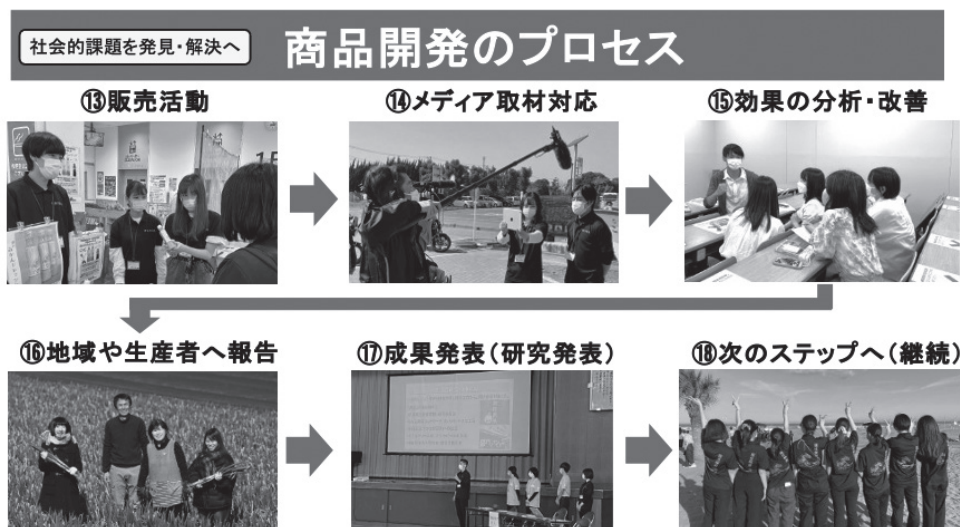 社会的課題を発見・解決へ
商品開発のプロセス
⑬販売活動
⑭メディア取材対応
⑮効果の分析・改善
⑯地域や生産者へ報告
⑰成果発表(研究発表)
⑱次のステップへ(継続)